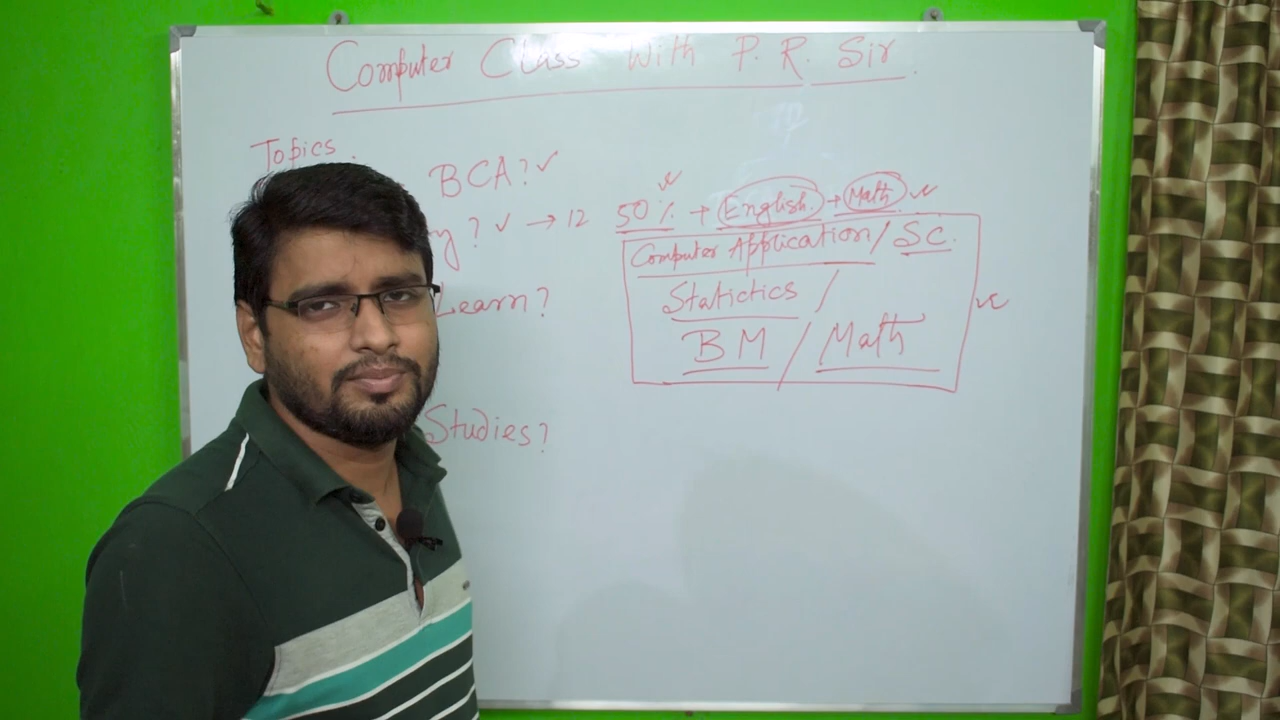 Computer Class With P. R. Sir.
Topics.
BCA? ✓
y? ✓ → 12 50% + English + Math
Computer Application / SC.
Learn?
Statictics /
BM / Math
Studies?